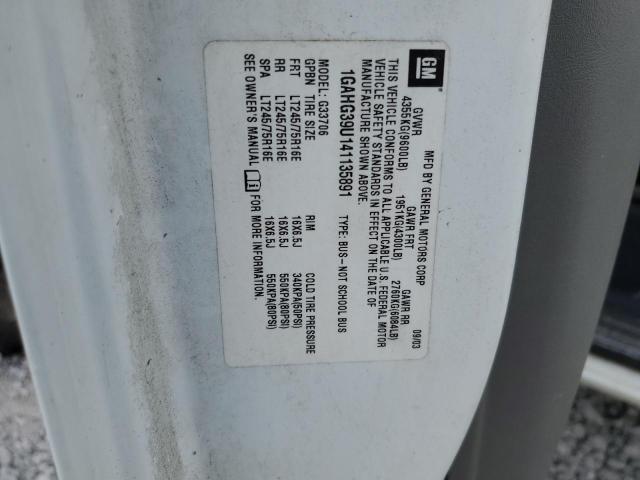 GM
MFD BY GENERAL MOTORS CORP 09/03
GVWR GAWR FRT GAWR RR
4355KG(9600LB) 1951KG(4300LB) 2760KG(6084LB)
THIS VEHICLE CONFORMS TO ALL APPLICABLE U.S. FEDERAL MOTOR
VEHICLE SAFETY STANDARDS IN EFFECT ON THE DATE OF
MANUFACTURE SHOWN ABOVE.
1GAHG39U141135891 TYPE: BUS-NOT SCHOOL BUS
MODEL: G33706
GPBN TIRE SIZE RIM COLD TIRE PRESSURE
FRT LT245/75R16E 16X6.5J 340KPA(50PSI)
RR LT245/75R16E 16X6.5J 550KPA(80PSI)
SPA LT245/75R16E 16X6.5J 550KPA(80PSI)
SEE OWNER'S MANUAL FOR MORE INFORMATION.